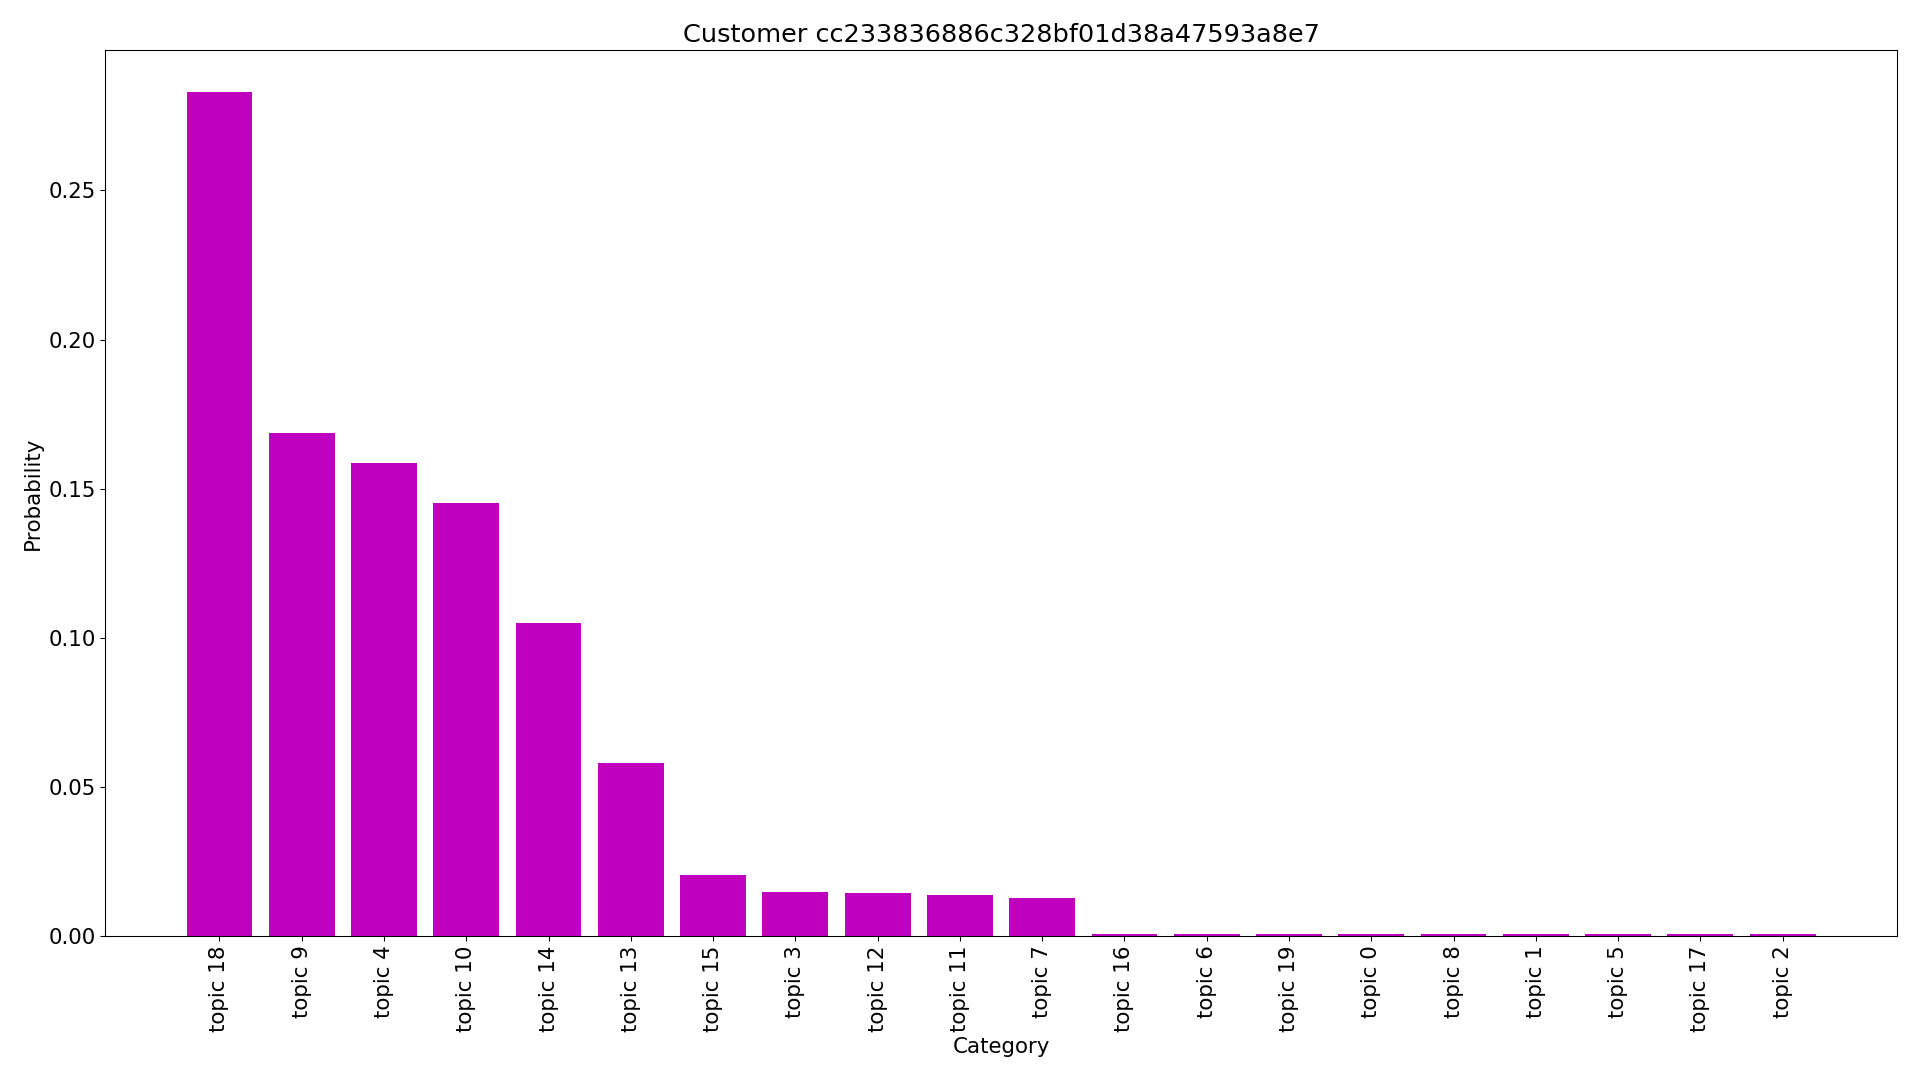 Customer cc233836886c328bf01d38a47593a8e7
Probability
0.25
0.20
0.15
0.10
0.05
0.00
topic 18
topic 9
topic 4
topic 10
topic 14
topic 13
topic 15
topic 3
topic 12
topic 11
topic 7
topic 16
topic 6
topic 19
topic 0
topic 8
topic 1
topic 5
topic 17
topic 2
Category